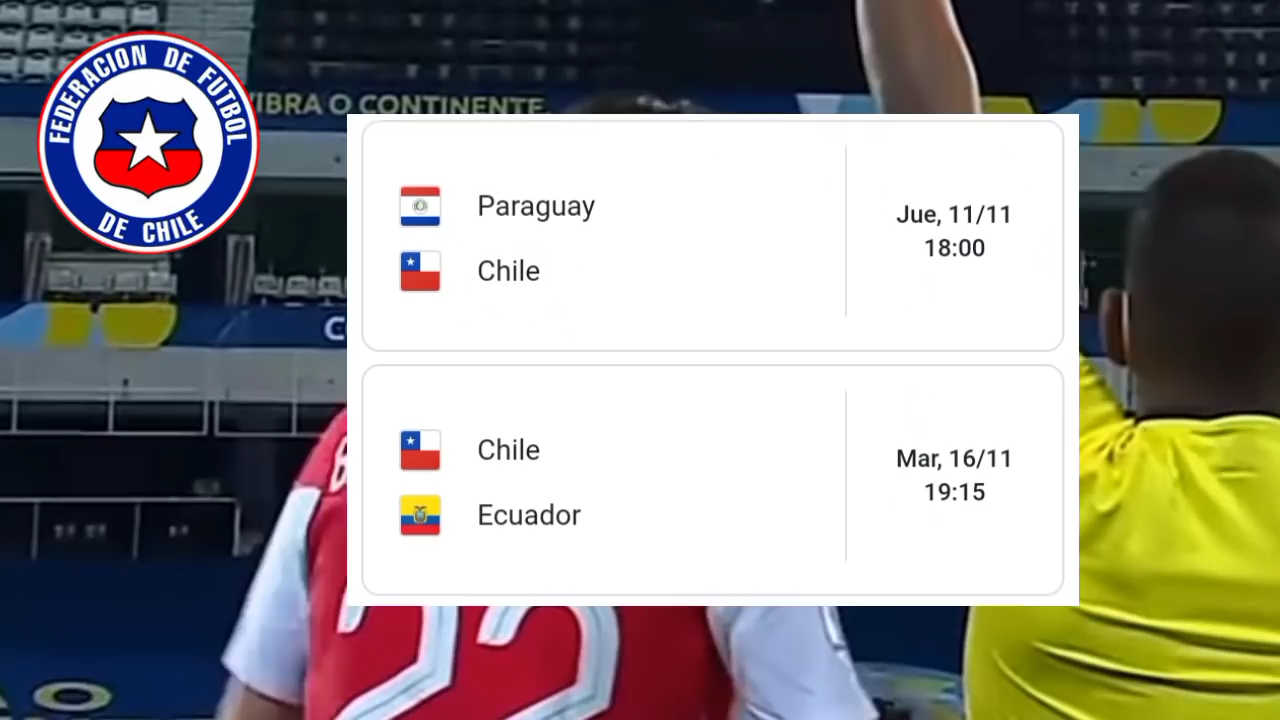 FEDERACION DE FUTBOL
DE CHILE
VIBRA O CONTINENTE
Paraguay
Chile
Jue, 11/11
18:00
Chile
Ecuador
Mar, 16/11
19:15
22